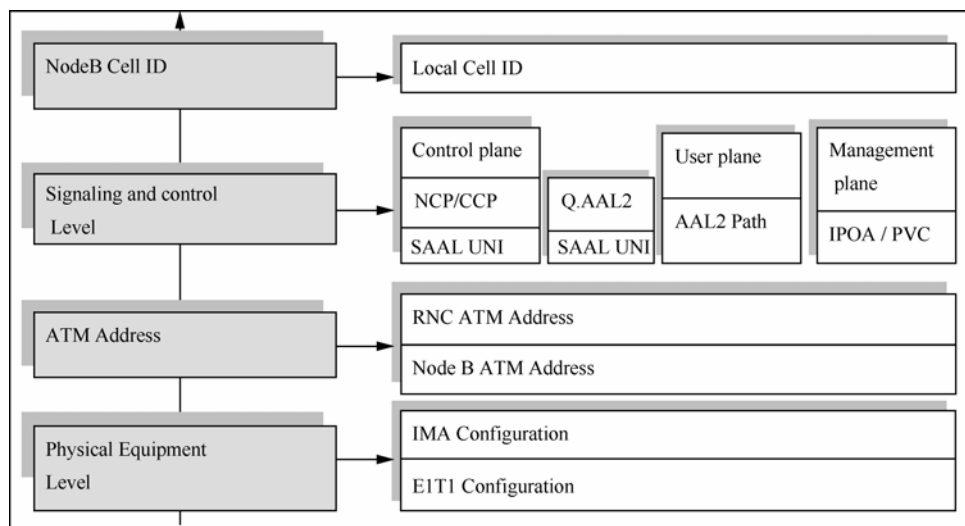 NodeB Cell ID
Local Cell ID
Signaling and control
Level
Control plane
NCP/CCP
SAAL UNI
Q.AAL2
SAAL UNI
User plane
AAL2 Path
Management
plane
IPOA / PVC
ATM Address
RNC ATM Address
Node B ATM Address
Physical Equipment
Level
IMA Configuration
E1T1 Configuration